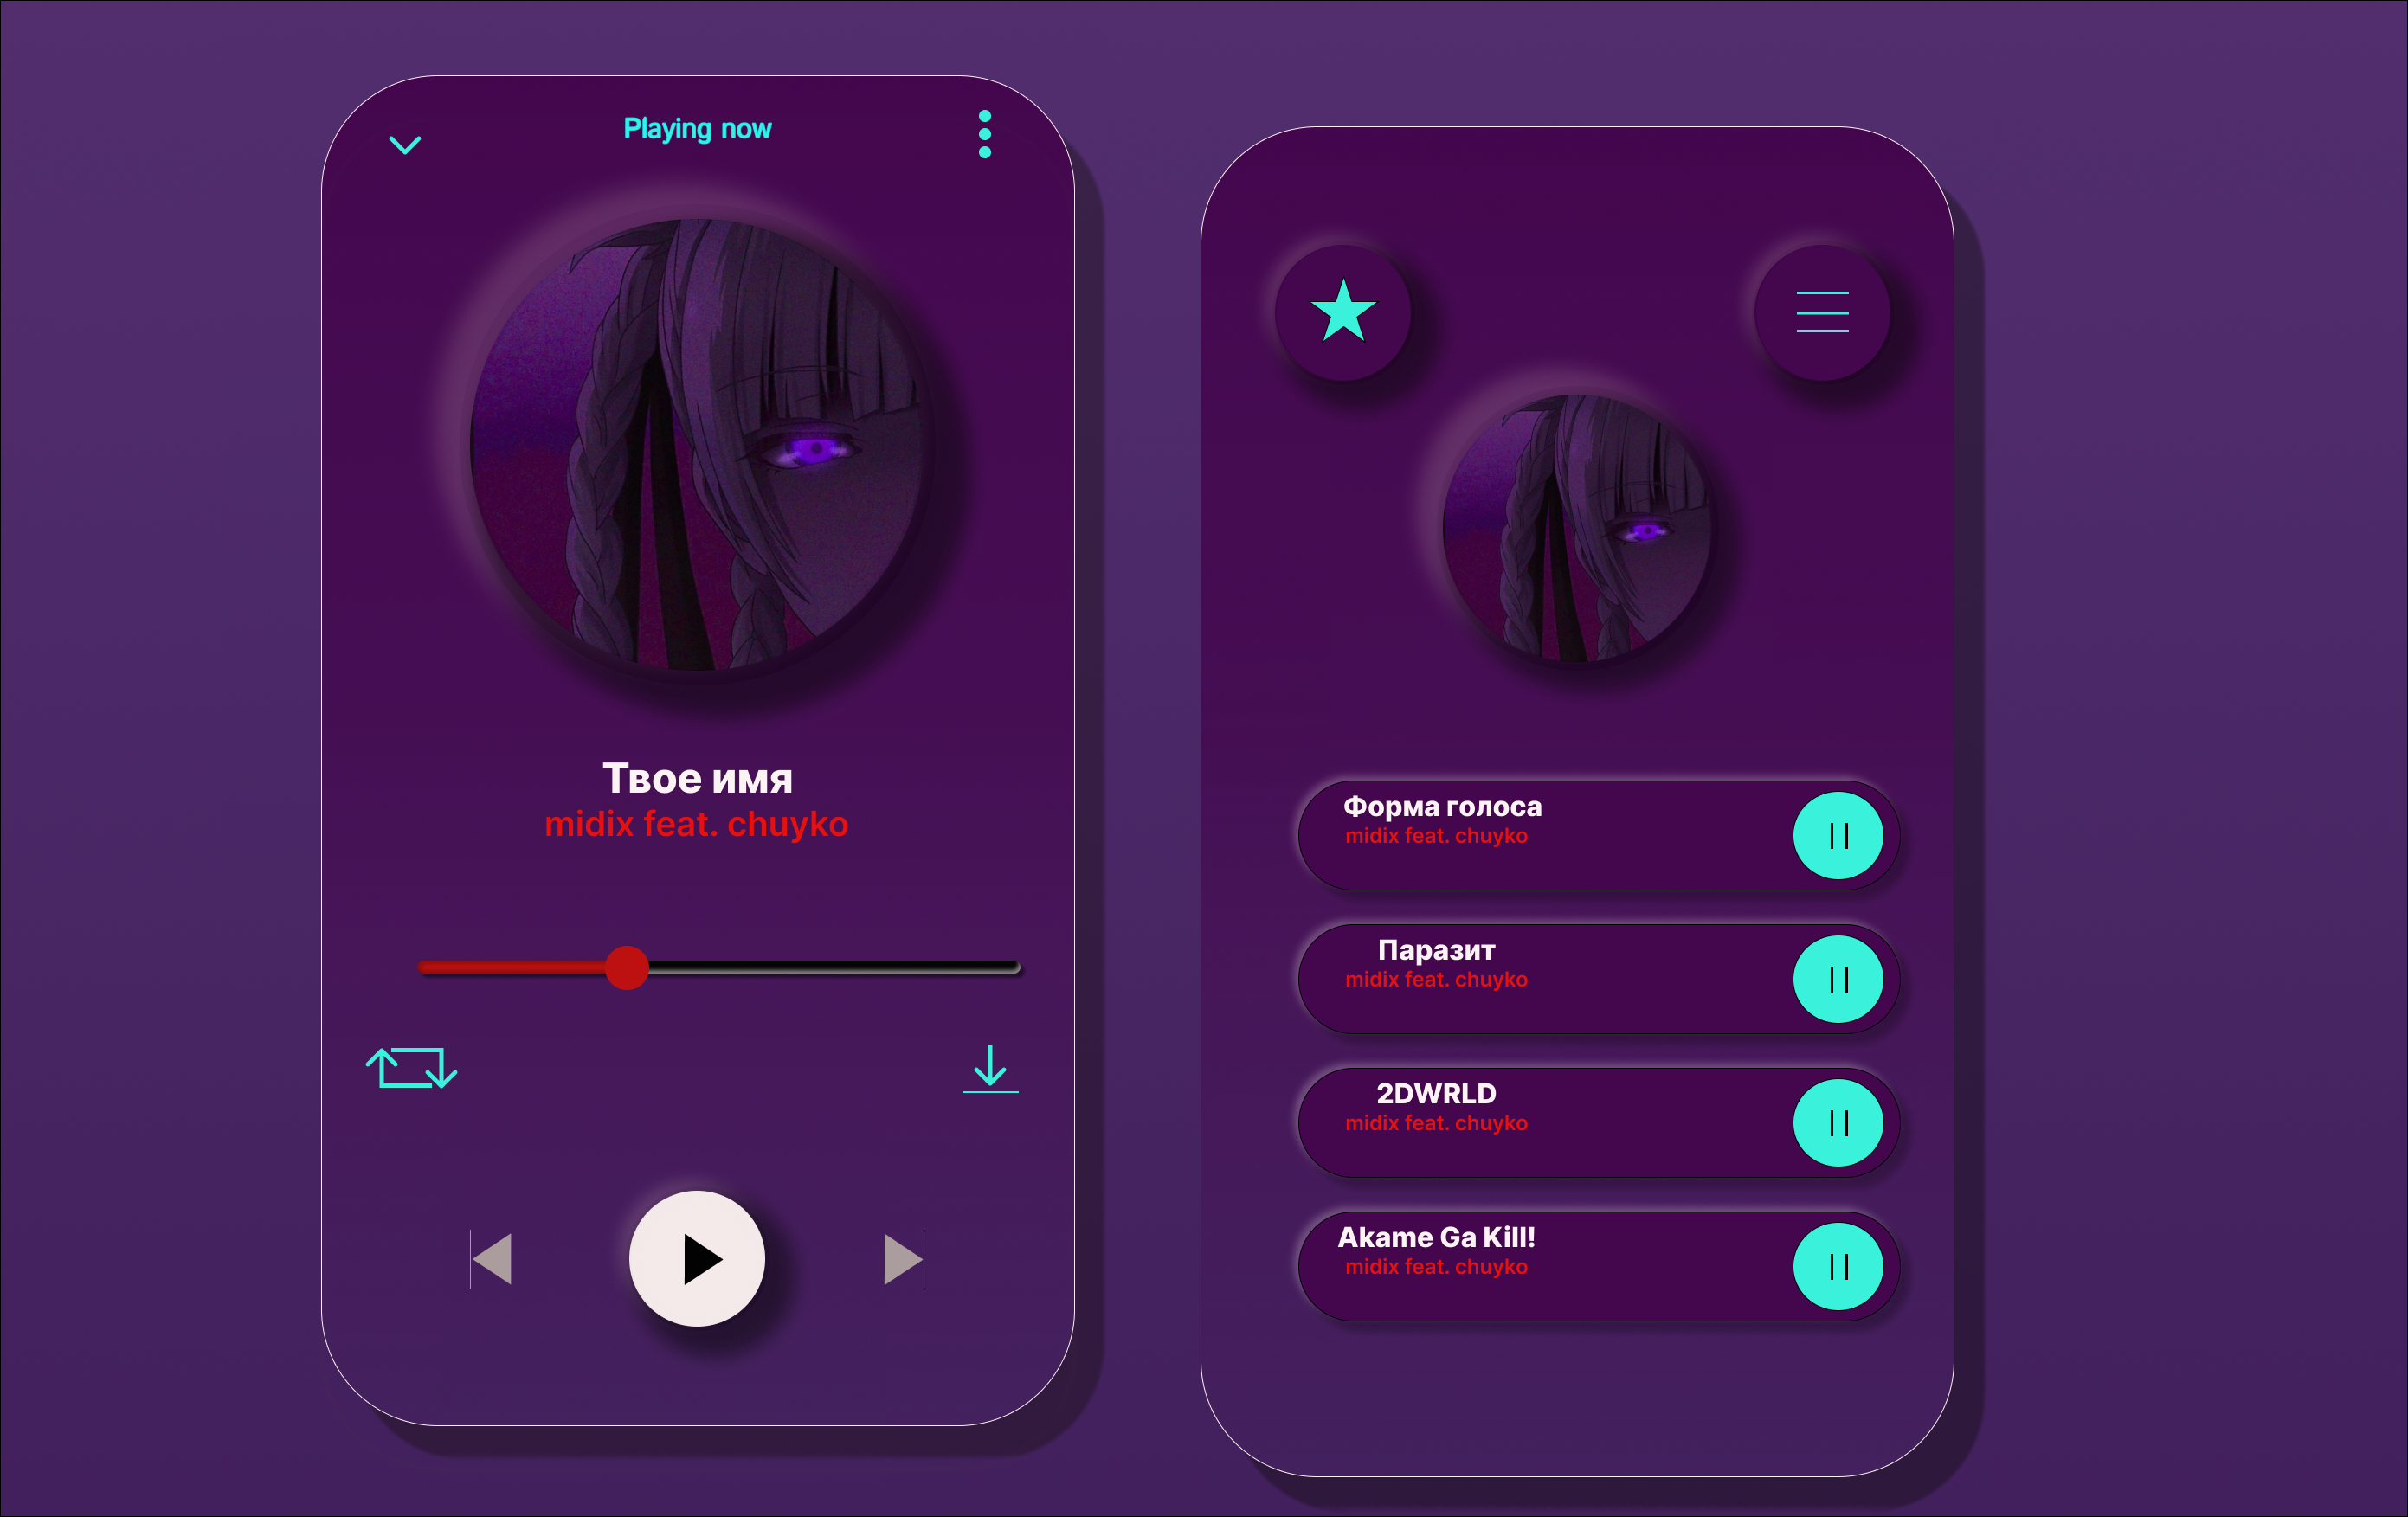 Playing now
Твое имя
midix feat. chuyko
Форма голоса
midix feat. chuyko
Паразит
midix feat. chuyko
2DWRLD
midix feat. chuyko
Akame Ga Kill!
midix feat. chuyko